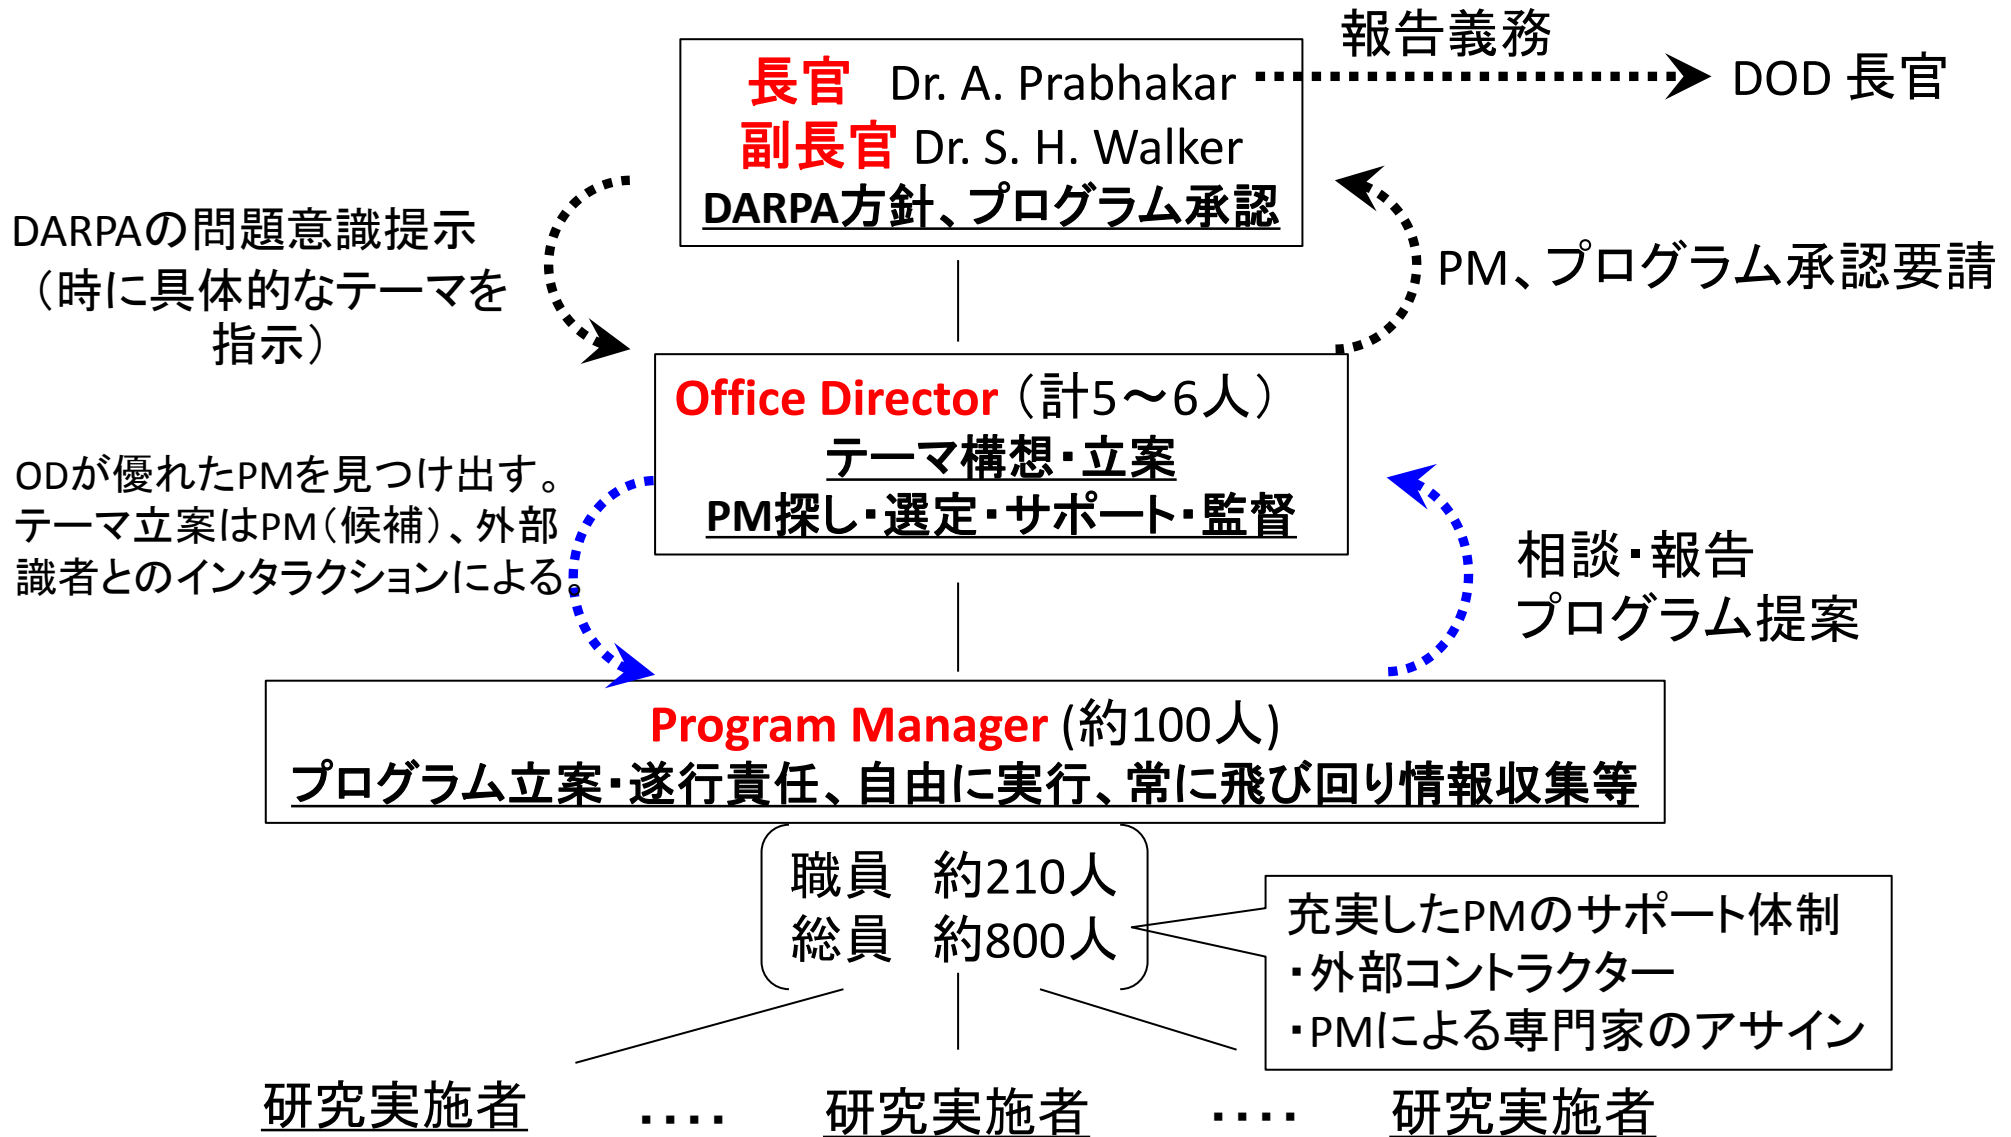 報告義務
長官 Dr. A. Prabhakar
DOD 長官
副長官 Dr. S. H. Walker
DARPA方針、プログラム承認
DARPAの問題意識提示
（時に具体的なテーマを
指示）
PM、プログラム承認要請
Office Director（計5～6人）
テーマ構想・立案
PM探し・選定・サポート・監督
ODが優れたPMを見つけ出す。
テーマ立案はPM（候補）、外部
識者とのインタラクションによる。
相談・報告
プログラム提案
Program Manager (約100人)
プログラム立案・遂行責任、自由に実行、常に飛び回り情報収集等
職員 約210人
総員 約800人
充実したPMのサポート体制
・外部コントラクター
・PMによる専門家のアサイン
研究実施者 ・・・・ 研究実施者 ・・・・ 研究実施者